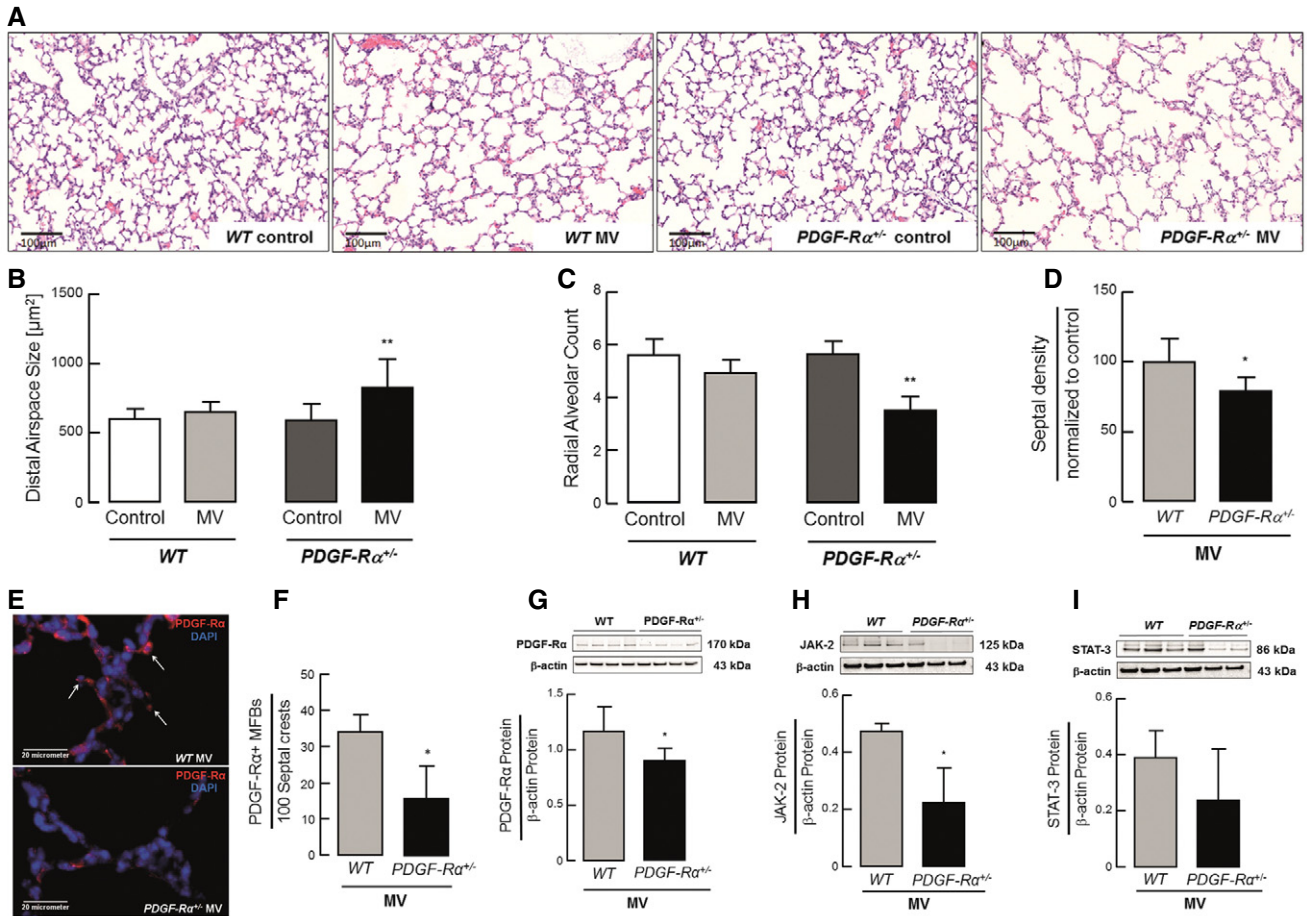 A
100µm
WT control
100µm
WT MV
100µm
PDGF-Rα+/- control
100µm
PDGF-Rα+/- MV
B
Distal Airspace Size [µm²]
1500
1000
500
0
**
Control
MV
Control
MV
WT
PDGF-Rα+/-
C
Radial Alveolar Count
8
6
4
2
0
**
Control
MV
Control
MV
WT
PDGF-Rα+/-
D
Septal density
normalized to control
150
100
50
0
*
WT
PDGF-Rα+/-
MV
E
PDGF-Rα
DAPI
20 micrometer
WT MV
PDGF-Rα
DAPI
20 micrometer
PDGF-Rα+/- MV
F
PDGF-Rα+ MFBs
100 Septal crests
50
40
30
20
10
0
*
WT
PDGF-Rα+/-
MV
G
WT
PDGF-Rα+/-
PDGF-Rα
170 kDa
β-actin
43 kDa
PDGF-Rα Protein
β-actin Protein
1.5
1.0
0.5
0
*
WT
PDGF-Rα+/-
MV
H
WT
PDGF-Rα+/-
JAK-2
125 kDa
β-actin
43 kDa
JAK-2 Protein
β-actin Protein
0.6
0.4
0.2
0
*
WT
PDGF-Rα+/-
MV
I
WT
PDGF-Rα+/-
STAT-3
86 kDa
β-actin
43 kDa
STAT-3 Protein
β-actin Protein
0.6
0.4
0.2
0
WT
PDGF-Rα+/-
MV